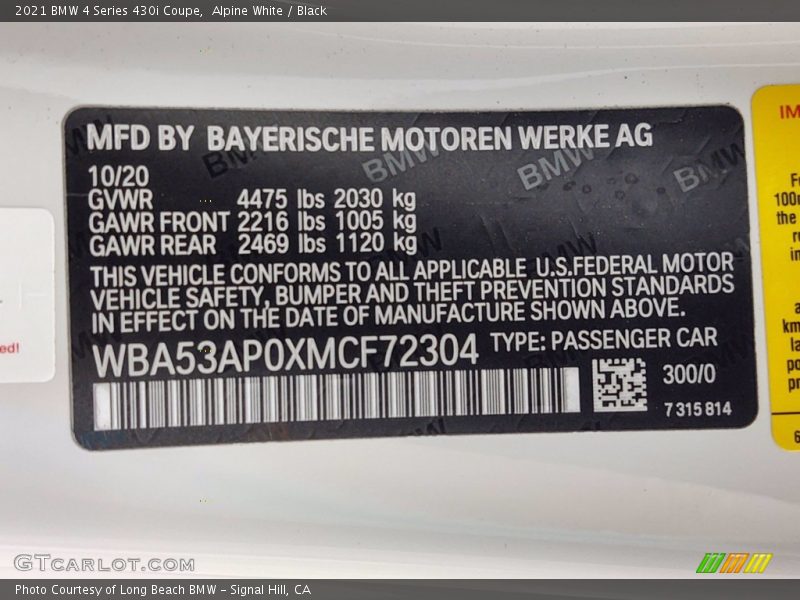 2021 BMW 4 Series 430i Coupe, Alpine White / Black
MFD BY BAYERISCHE MOTOREN WERKE AG
10/20
GVWR 4475 lbs 2030 kg
GAWR FRONT 2216 lbs 1005 kg
GAWR REAR 2469 lbs 1120 kg
THIS VEHICLE CONFORMS TO ALL APPLICABLE U.S.FEDERAL MOTOR
VEHICLE SAFETY, BUMPER AND THEFT PREVENTION STANDARDS
IN EFFECT ON THE DATE OF MANUFACTURE SHOWN ABOVE.
WBA53AP0XMCF72304 TYPE: PASSENGER CAR
300/0
7 315 814
BMW BMW BMW BMW
GTCARLOT.COM
Photo Courtesy of Long Beach BMW - Signal Hill, CA